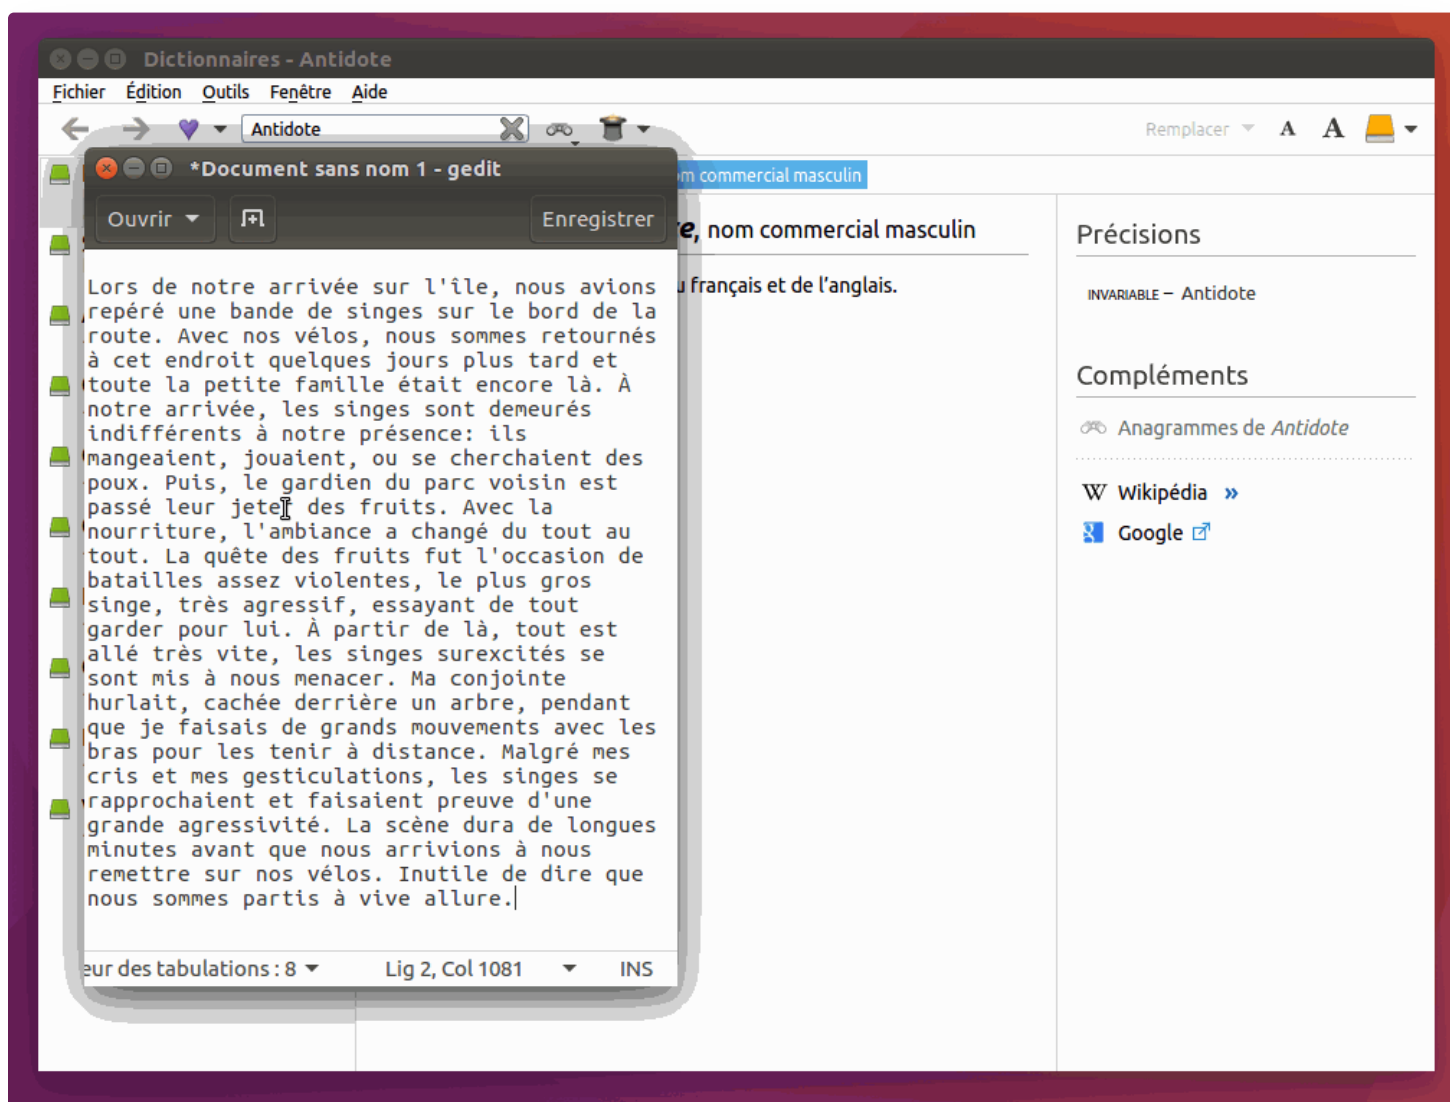 Dictionnaires - Antidote
Fichier Édition Outils Fenêtre Aide
Antidote
Remplacer A A
*Document sans nom 1 - gedit
commercial masculin
Ouvrir
Enregistrer
, nom commercial masculin
français et de l’anglais.
Lors de notre arrivée sur l'île, nous avions
repéré une bande de singes sur le bord de la
route. Avec nos vélos, nous sommes retournés
à cet endroit quelques jours plus tard et
toute la petite famille était encore là. À
notre arrivée, les singes sont demeurés
indifférents à notre présence: ils
mangeaient, jouaient, ou se cherchaient des
poux. Puis, le gardien du parc voisin est
passé leur jeter des fruits. Avec la
nourriture, l'ambiance a changé du tout au
tout. La quête des fruits fut l'occasion de
batailles assez violentes, le plus gros
singe, très agressif, essayant de tout
garder pour lui. À partir de là, tout est
allé très vite, les singes surexcités se
sont mis à nous menacer. Ma conjointe
hurlait, cachée derrière un arbre, pendant
que je faisais de grands mouvements avec les
bras pour les tenir à distance. Malgré mes
cris et mes gesticulations, les singes se
rapprochaient et faisaient preuve d'une
grande agressivité. La scène dura de longues
minutes avant que nous arrivions à nous
remettre sur nos vélos. Inutile de dire que
nous sommes partis à vive allure.
eur des tabulations : 8
Lig 2, Col 1081
INS
Précisions
INVARIABLE – Antidote
Compléments
Anagrammes de Antidote
W Wikipédia »
Google